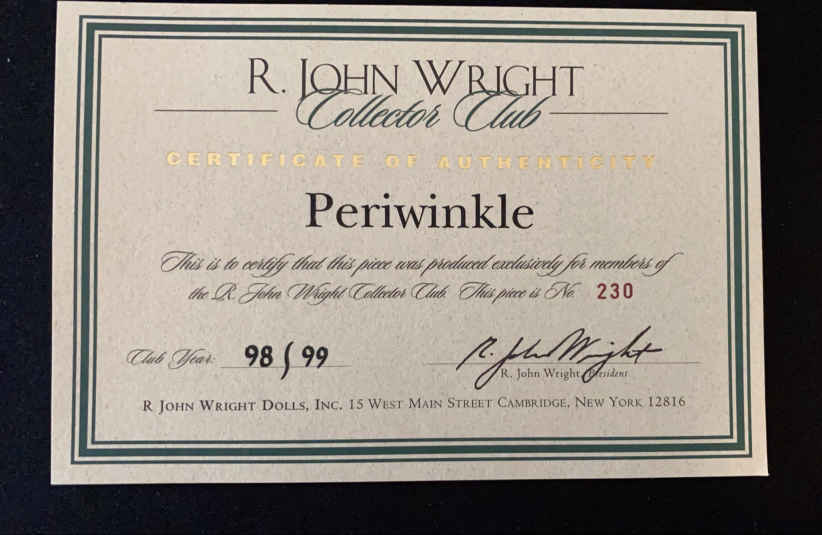 R. JOHN WRIGHT
Collector Club
CERTIFICATE OF AUTHENTICITY
Periwinkle
This is to certify that this piece was produced exclusively for members of
the R. John Wright Collector Club. This piece is No. 230
Club Year: 98/99
R. John Wright
R. John Wright, President
R JOHN WRIGHT DOLLS, INC. 15 WEST MAIN STREET CAMBRIDGE, NEW YORK 12816